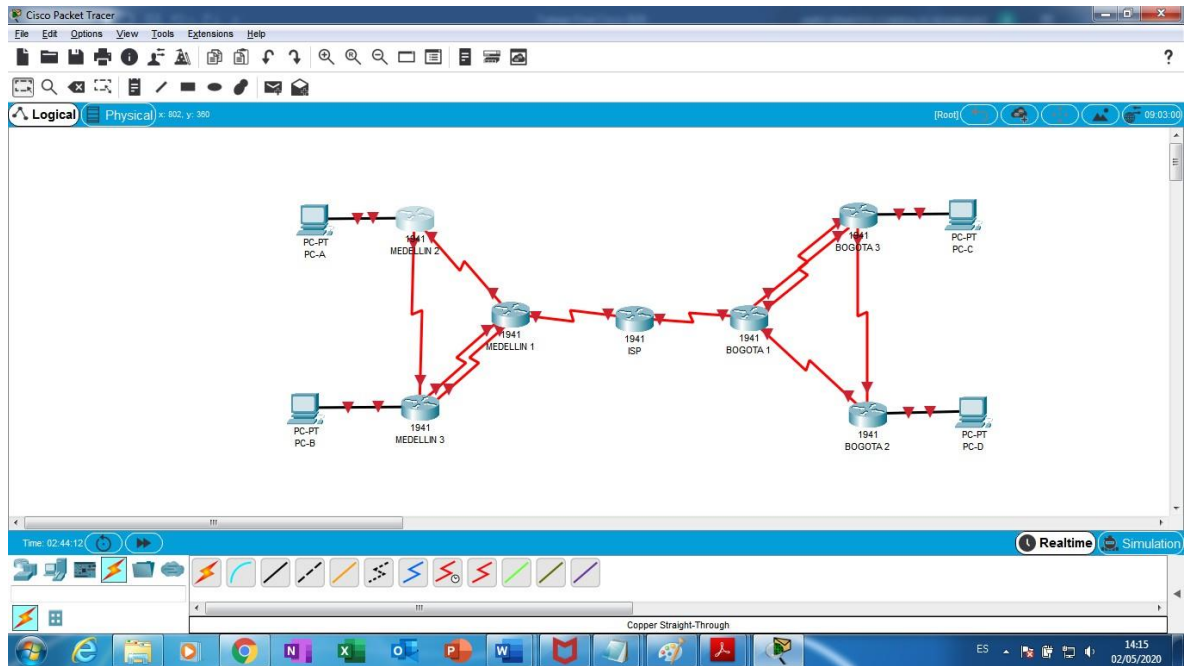 Cisco Packet Tracer
File Edit Options View Tools Extensions Help
Logical Physical x: 802, y: 360 [Root] 09:03:00
PC-PT
PC-A
1941
MEDELLIN 2
1941
BOGOTA 3
PC-PT
PC-C
1941
MEDELLIN 1
1941
ISP
1941
BOGOTA 1
PC-PT
PC-B
1941
MEDELLIN 3
1941
BOGOTA 2
PC-PT
PC-D
Time: 02:44:12 Realtime Simulation
Copper Straight-Through
ES 14:15
02/05/2020